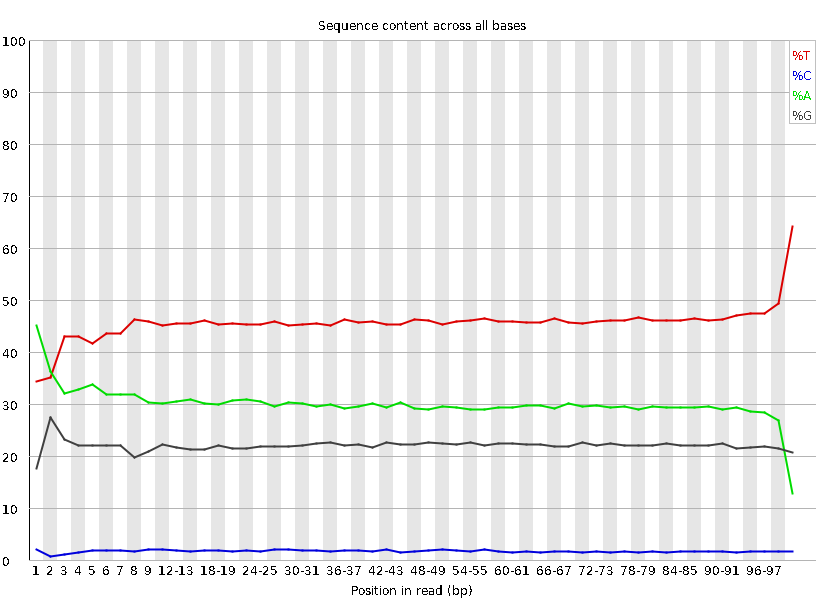 Sequence content across all bases
100
90
80
70
60
50
40
30
20
10
0
%T
%C
%A
%G
1 2 3 4 5 6 7 8 9 12-13 18-19 24-25 30-31 36-37 42-43 48-49 54-55 60-61 66-67 72-73 78-79 84-85 90-91 96-97
Position in read (bp)